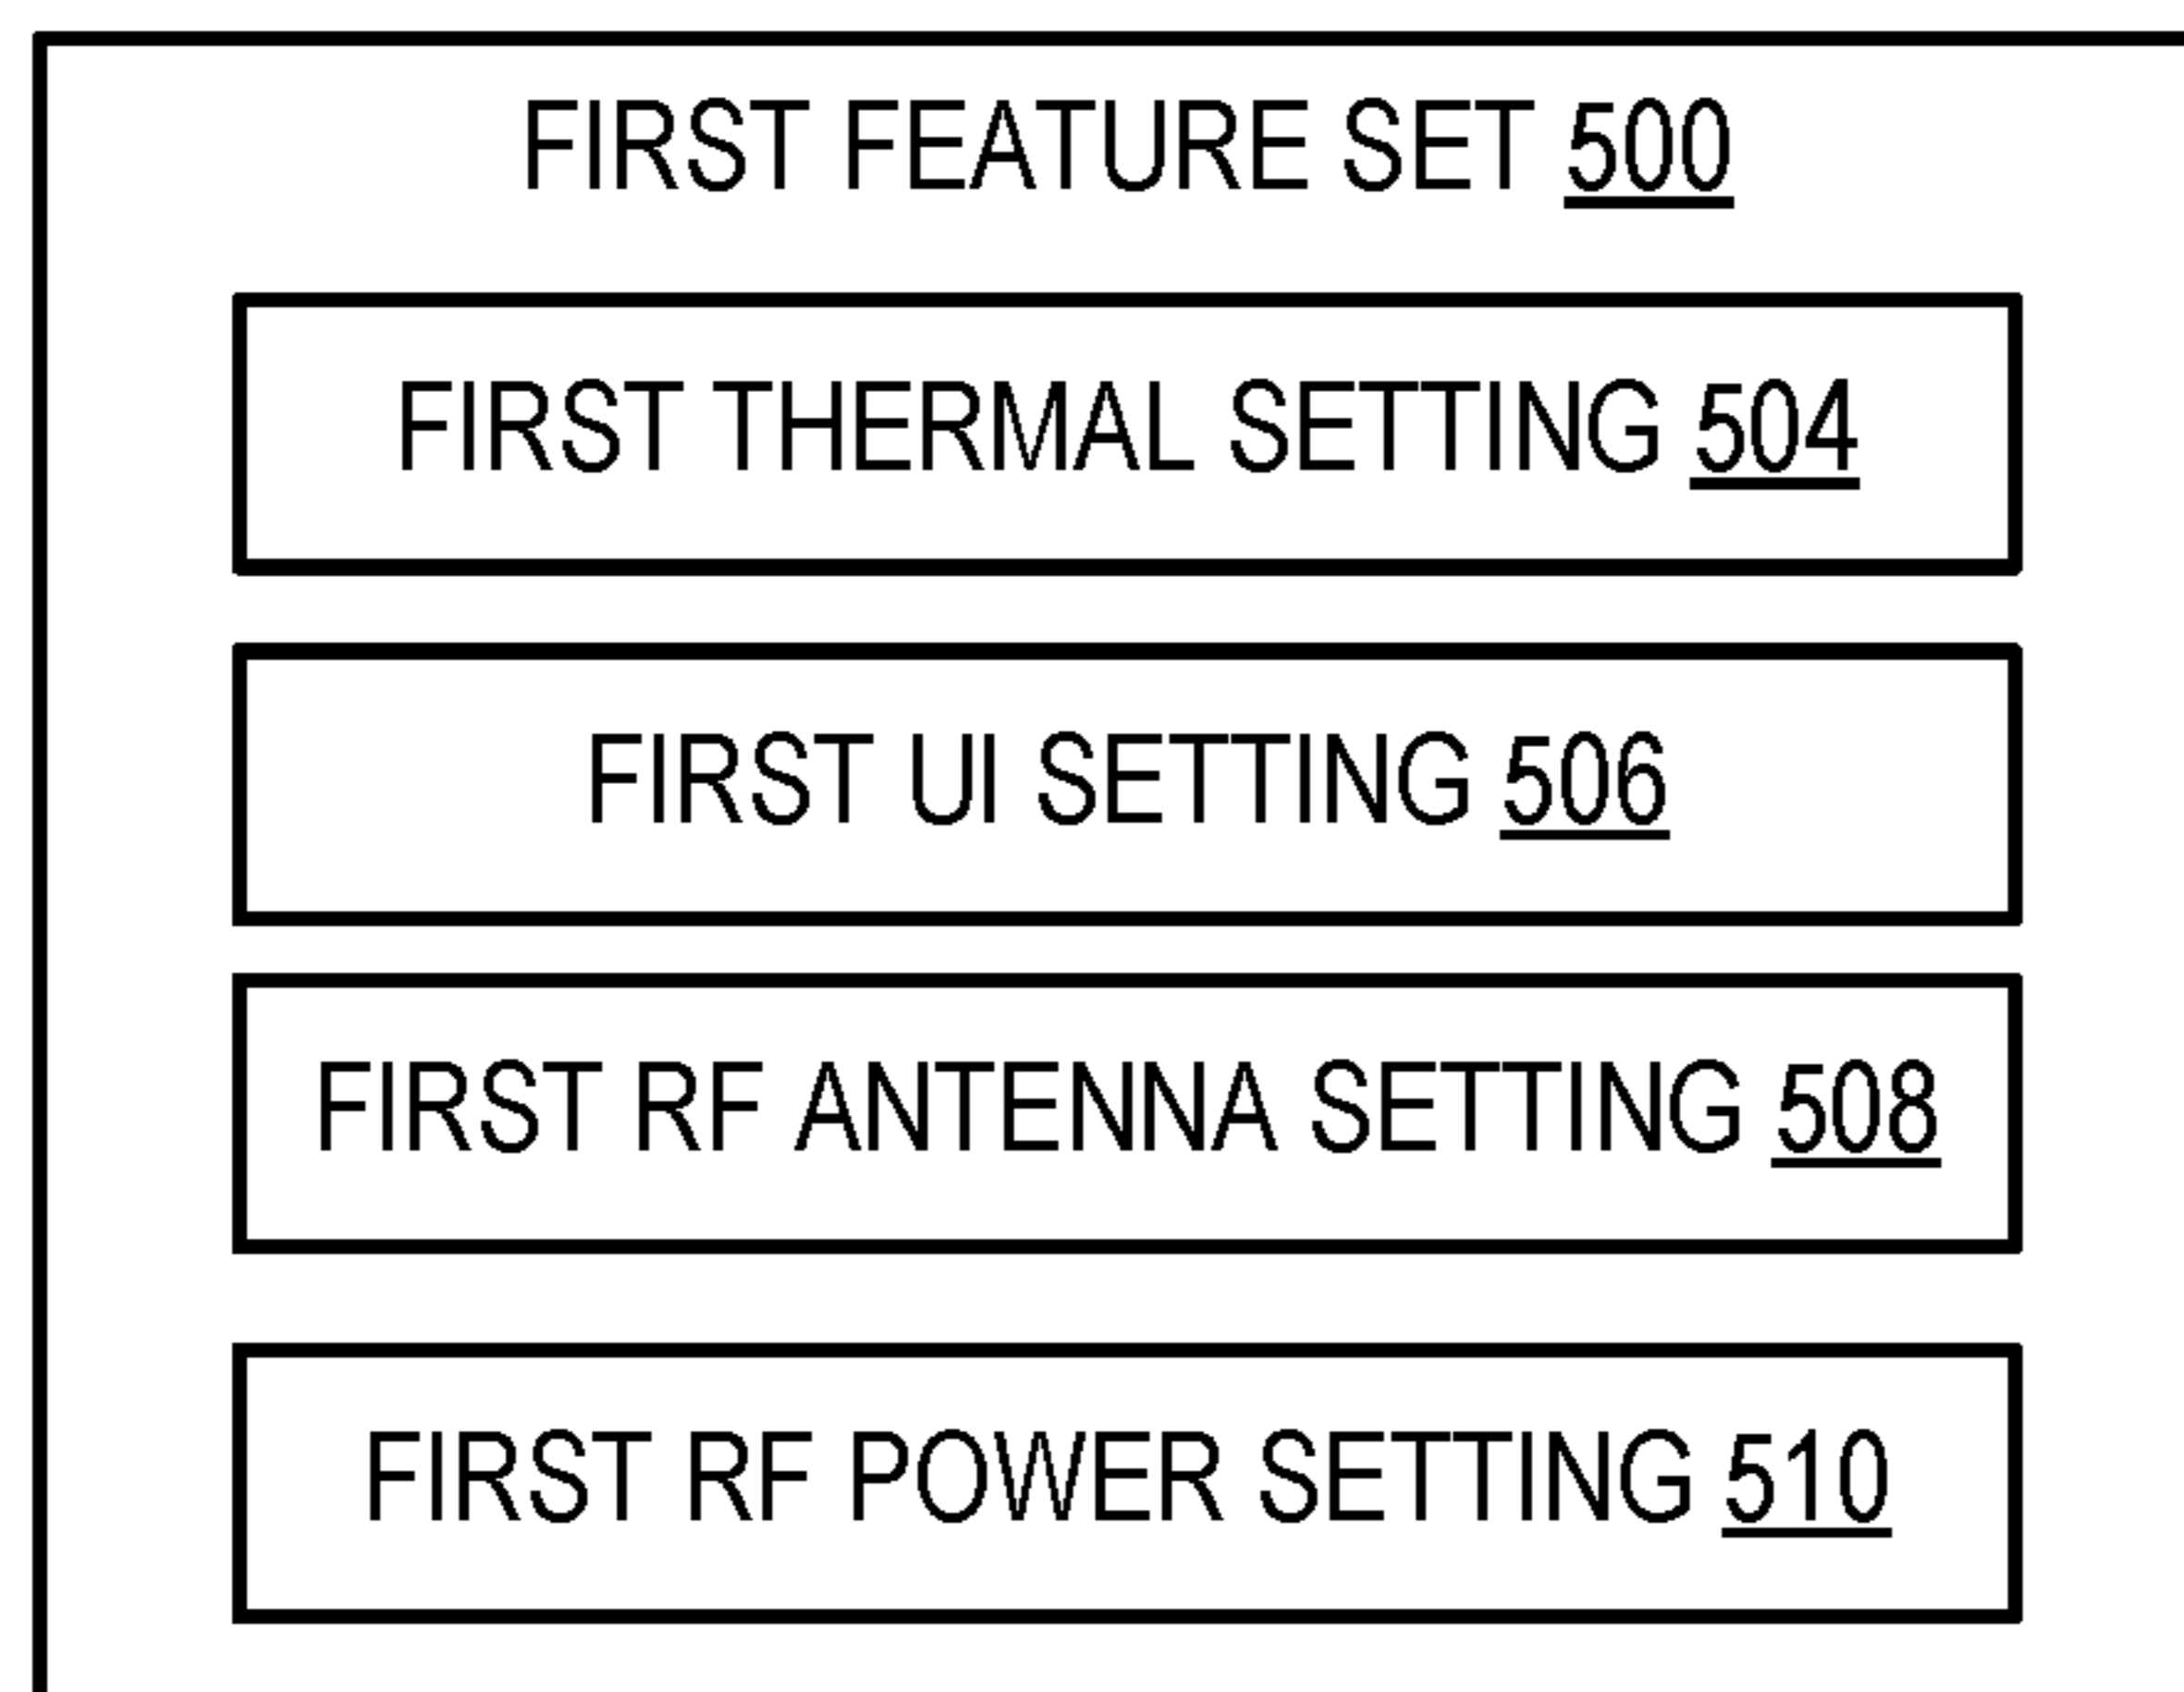 FIRST FEATURE SET 500
FIRST THERMAL SETTING 504
FIRST UI SETTING 506
FIRST RF ANTENNA SETTING 508
FIRST RF POWER SETTING 510